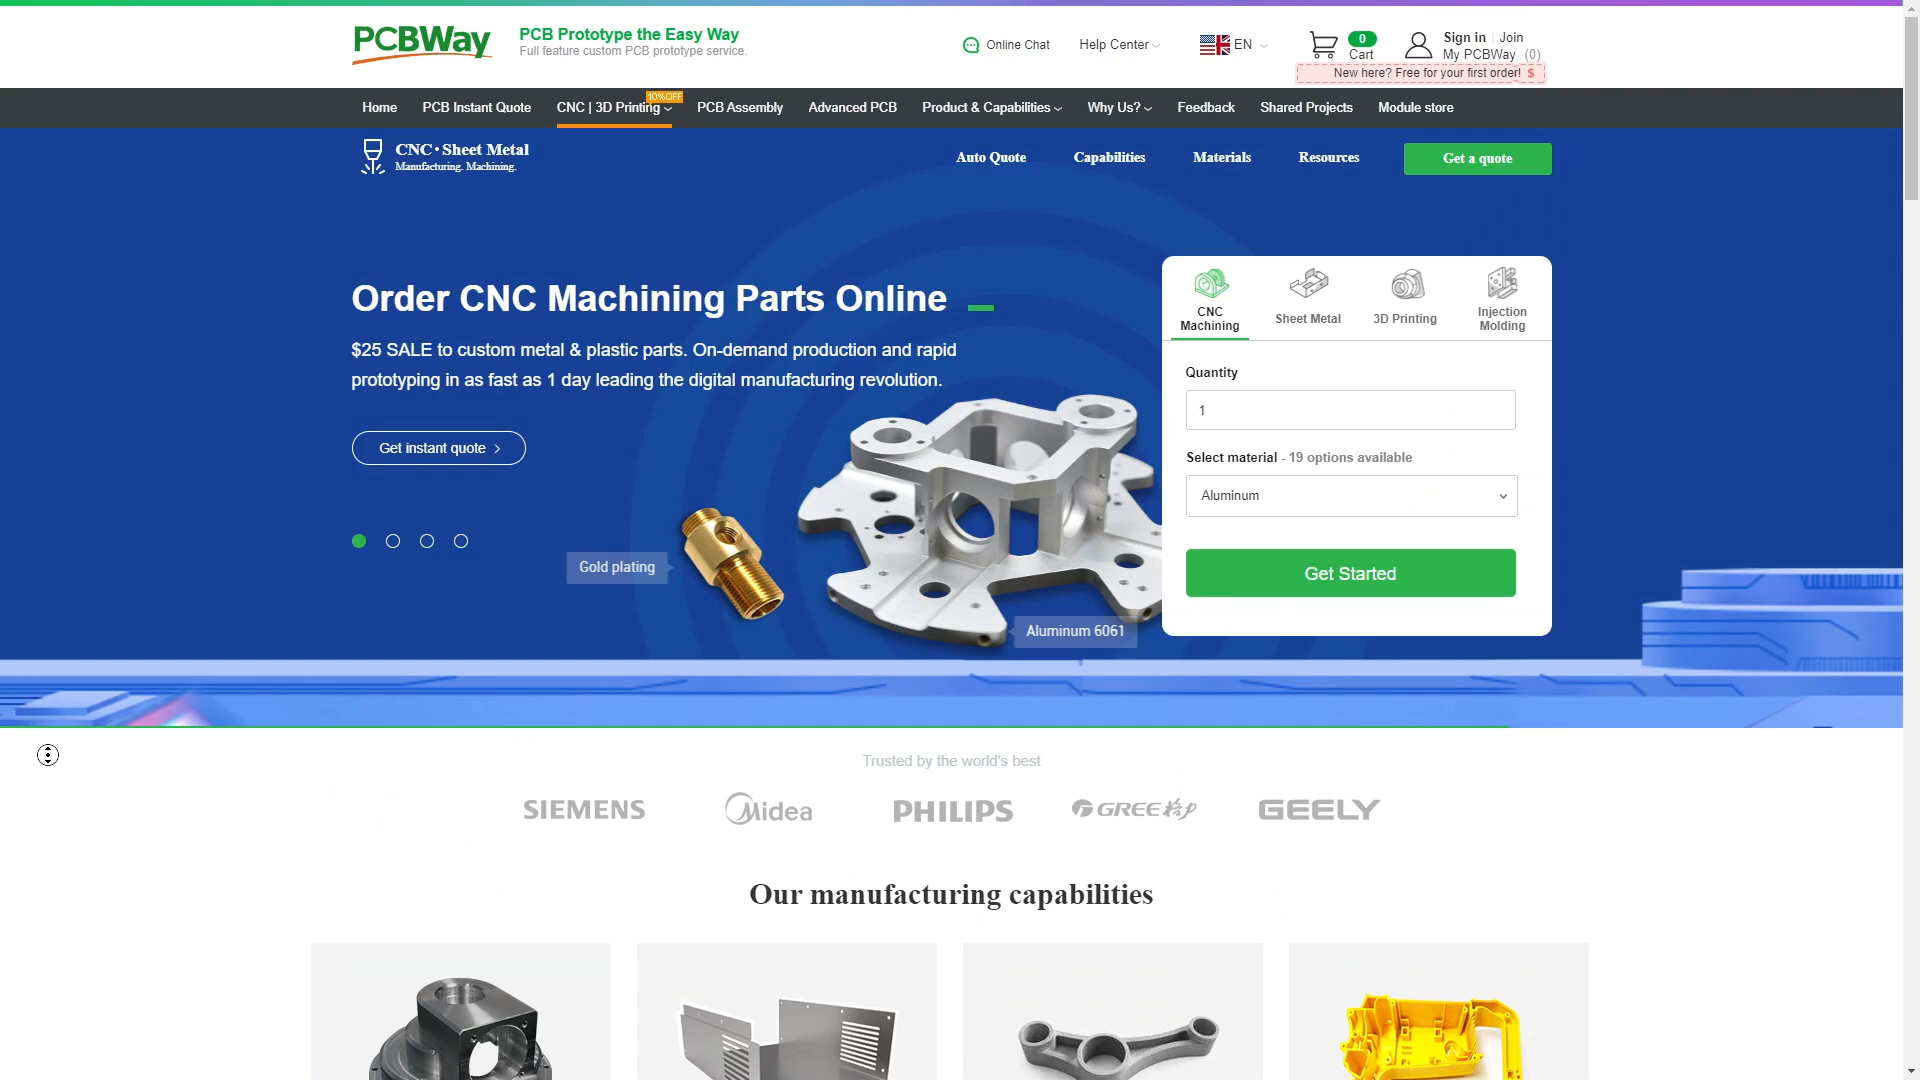 PCBWay
PCB Prototype the Easy Way
Full feature custom PCB prototype service.
Online Chat
Help Center
EN
0
Cart
Sign in
Join
My PCBWay (0)
New here? Free for your first order! $
10%OFF
Home
PCB Instant Quote
CNC | 3D Printing
PCB Assembly
Advanced PCB
Product & Capabilities
Why Us?
Feedback
Shared Projects
Module store
CNC·Sheet Metal
Manufacturing. Machining.
Auto Quote
Capabilities
Materials
Resources
Get a quote
Order CNC Machining Parts Online
$25 SALE to custom metal & plastic parts. On-demand production and rapid
prototyping in as fast as 1 day leading the digital manufacturing revolution.
Get instant quote
Gold plating
Aluminum 6061
CNC
Machining
Sheet Metal
3D Printing
Injection
Molding
Quantity
1
Select material - 19 options available
Aluminum
Get Started
Trusted by the world's best
SIEMENS
Midea
PHILIPS
GREE格力
GEELY
Our manufacturing capabilities